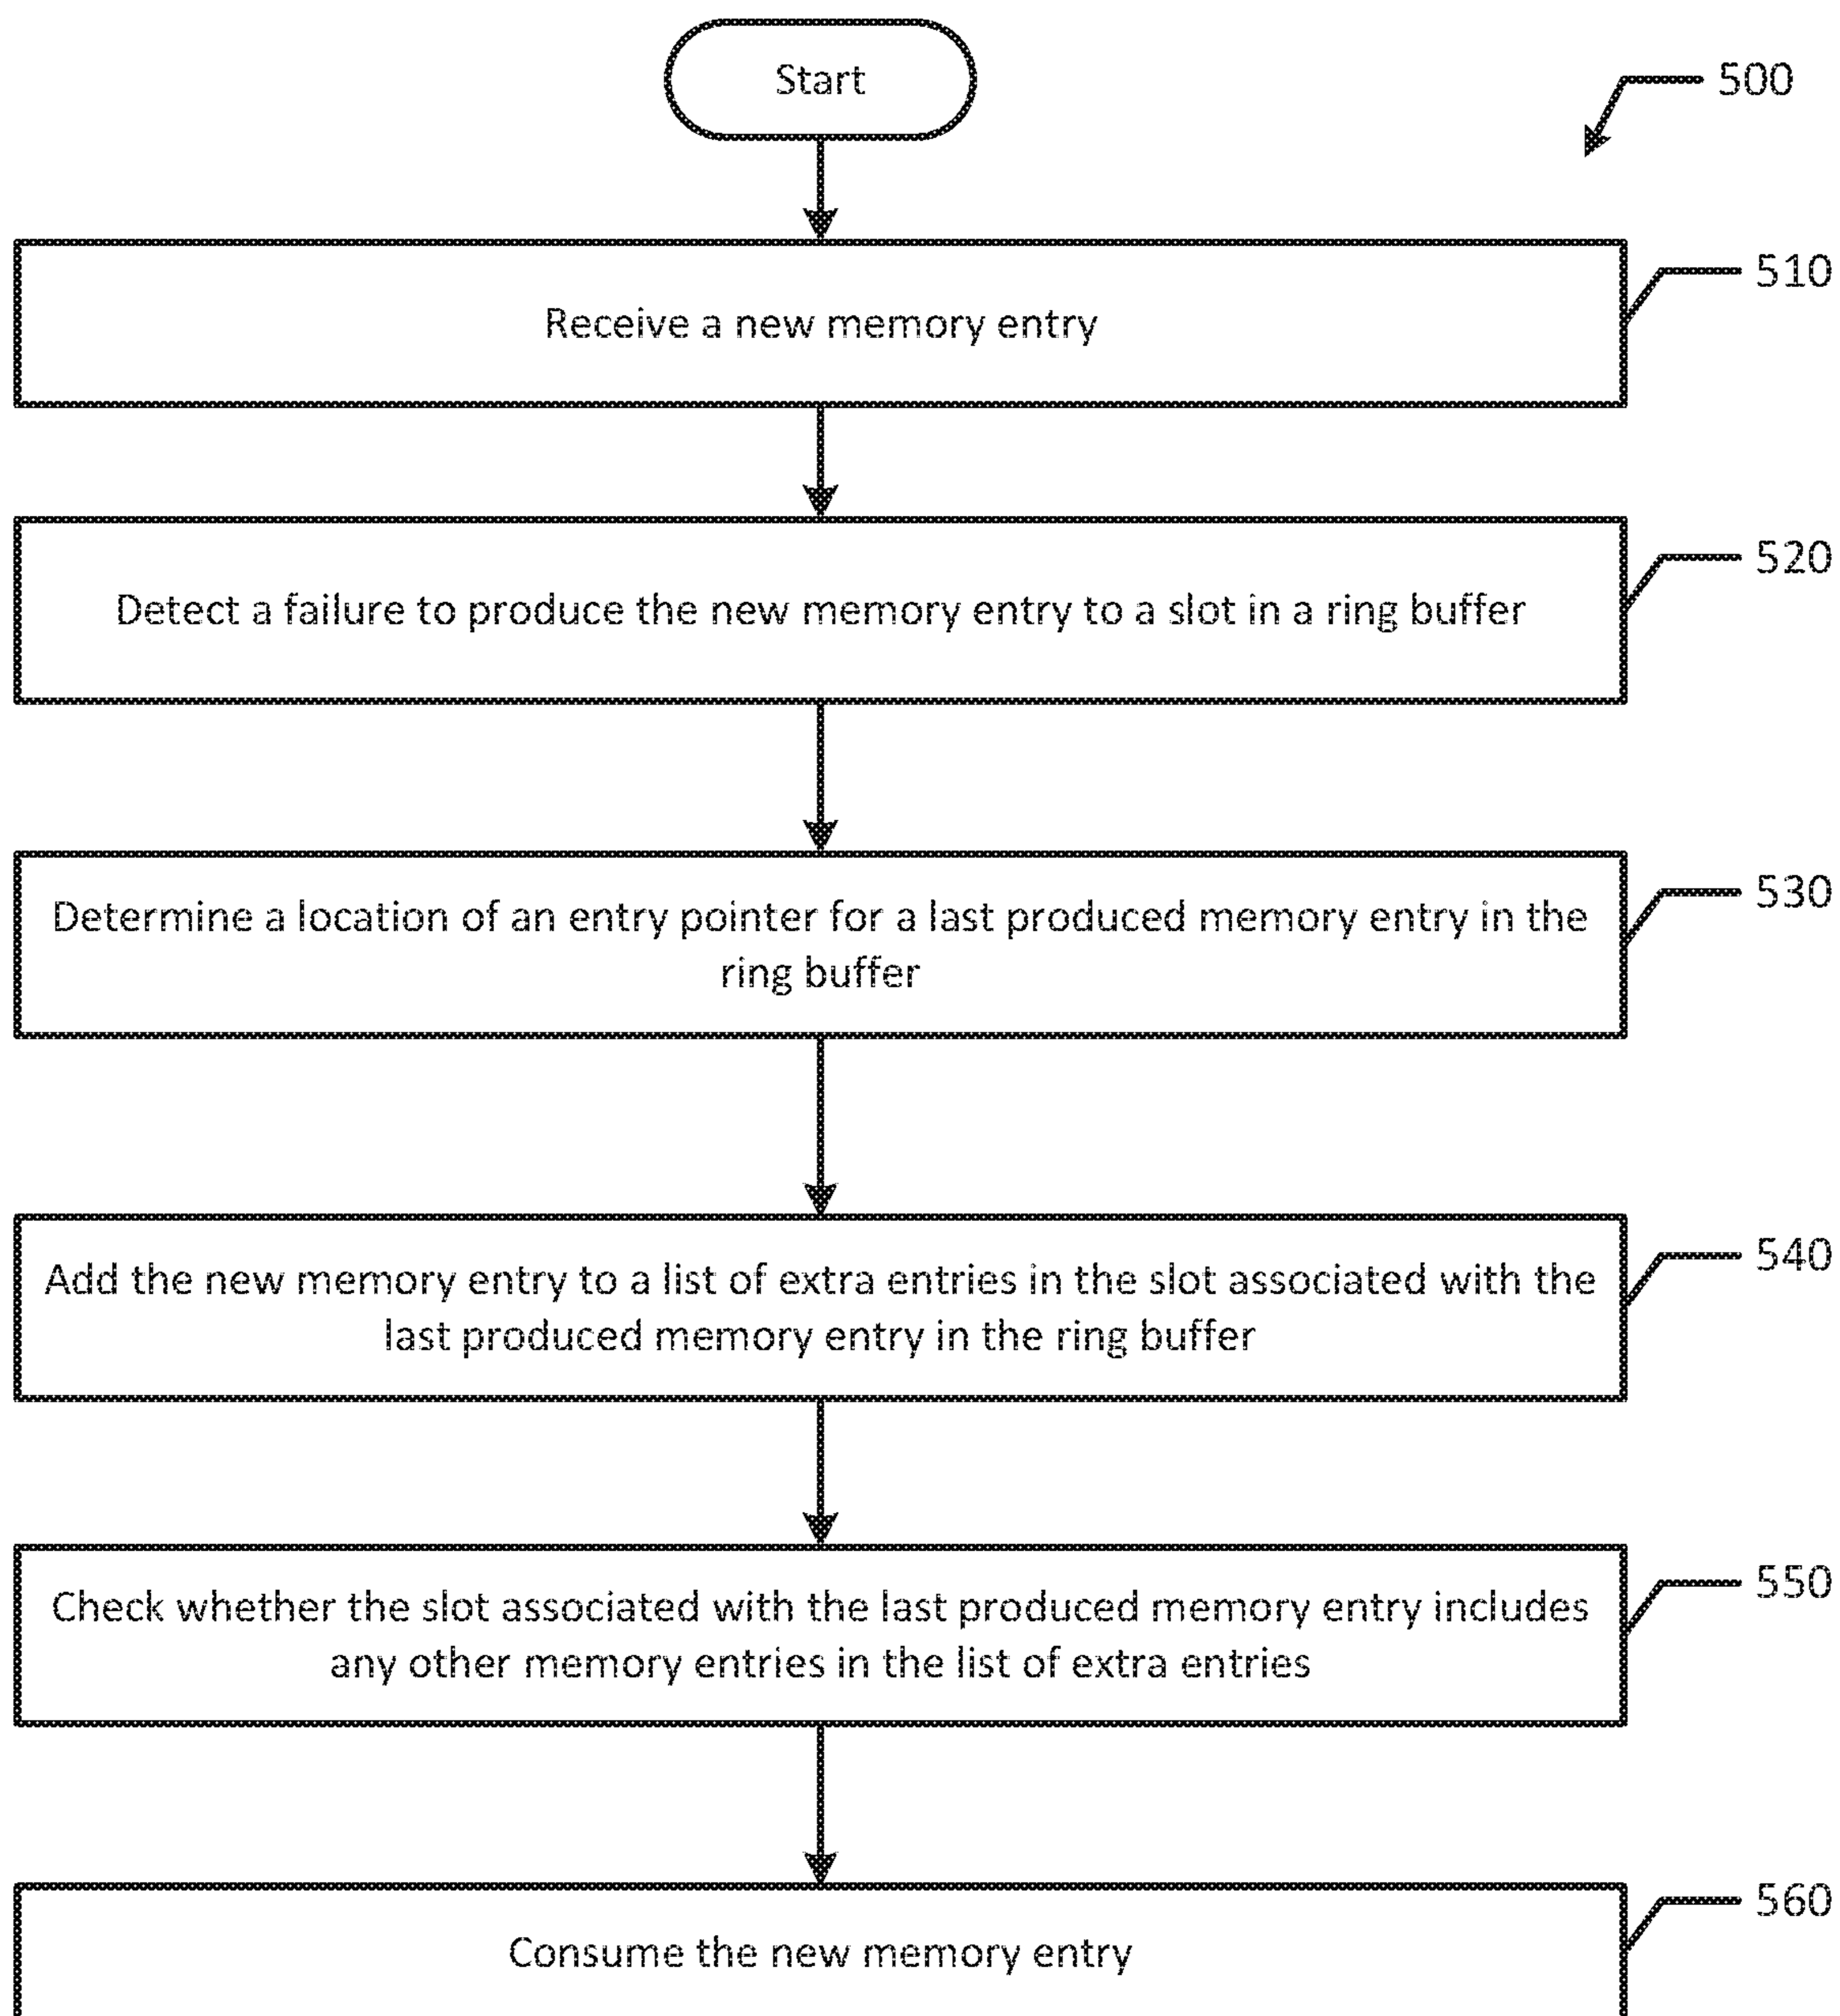 Start
500
Receive a new memory entry
510
Detect a failure to produce the new memory entry to a slot in a ring buffer
520
Determine a location of an entry pointer for a last produced memory entry in the
ring buffer
530
Add the new memory entry to a list of extra entries in the slot associated with the
last produced memory entry in the ring buffer
540
Check whether the slot associated with the last produced memory entry includes
any other memory entries in the list of extra entries
550
Consume the new memory entry
560